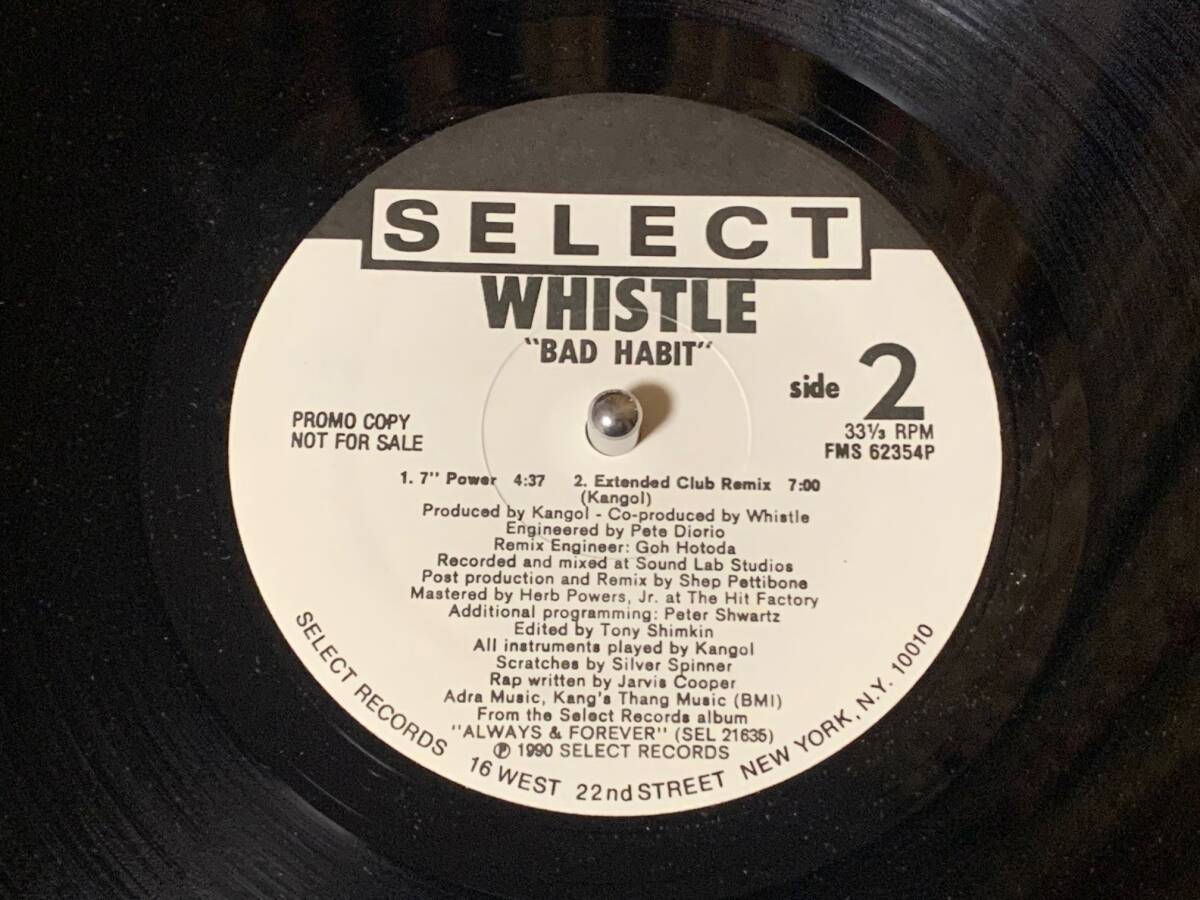 SELECT
WHISTLE
"BAD HABIT"
side 2
33⅓ RPM
FMS 62354P
PROMO COPY
NOT FOR SALE
1. 7" Power 4:37 2. Extended Club Remix 7:00
(Kangol)
Produced by Kangol - Co-produced by Whistle
Engineered by Pete Diorio
Remix Engineer: Goh Hotoda
Recorded and mixed at Sound Lab Studios
Post production and Remix by Shep Pettibone
Mastered by Herb Powers, Jr. at The Hit Factory
Additional programming: Peter Shwartz
Edited by Tony Shimkin
All instruments played by Kangol
Scratches by Silver Spinner
Rap written by Jarvis Cooper
Adra Music, Kang's Thang Music (BMI)
From the Select Records album
"ALWAYS & FOREVER" (SEL 21635)
℗ 1990 SELECT RECORDS
SELECT RECORDS 16 WEST 22nd STREET NEW YORK, N.Y. 10010